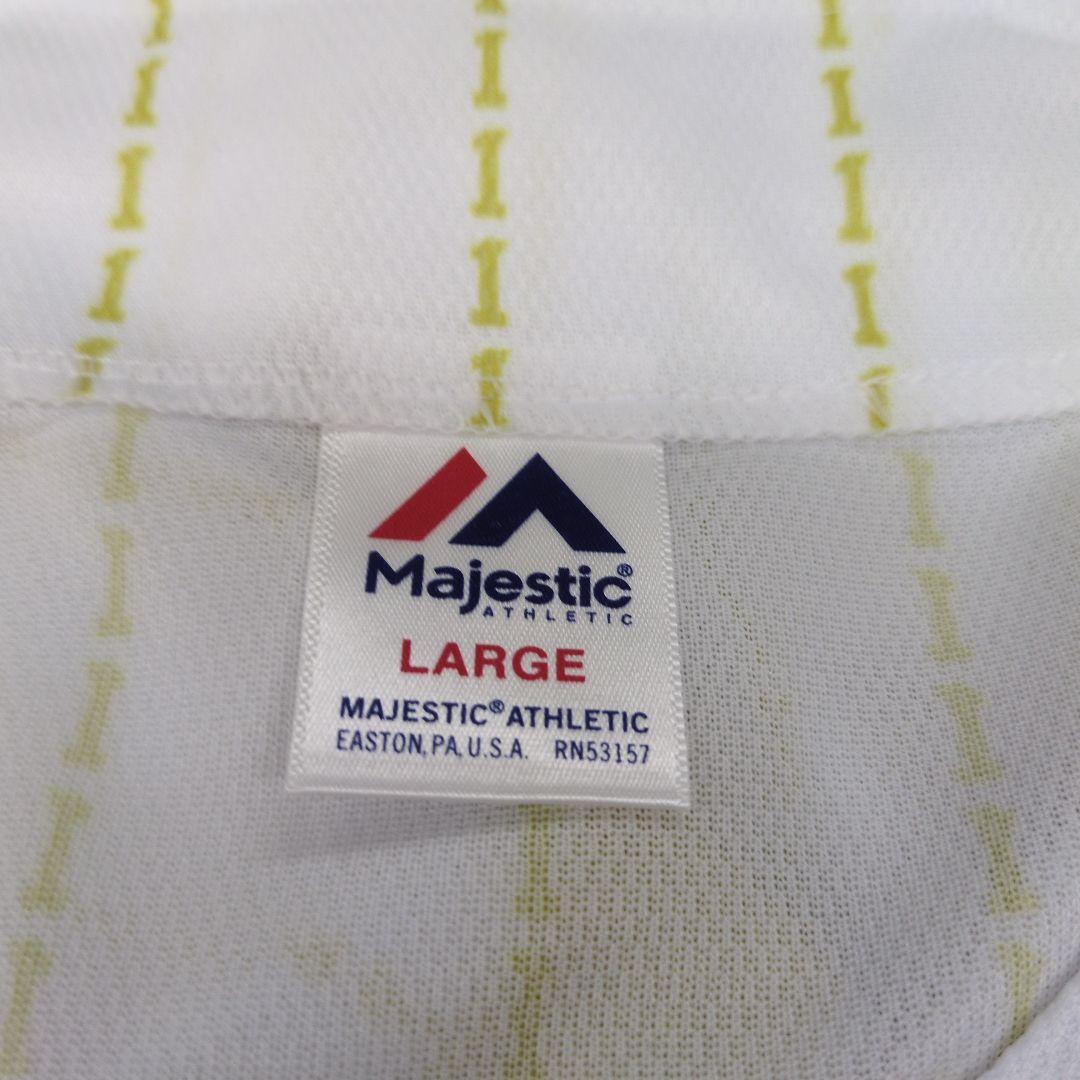 Majestic®
ATHLETIC
LARGE
MAJESTIC® ATHLETIC
EASTON, PA, U.S.A. RN53157